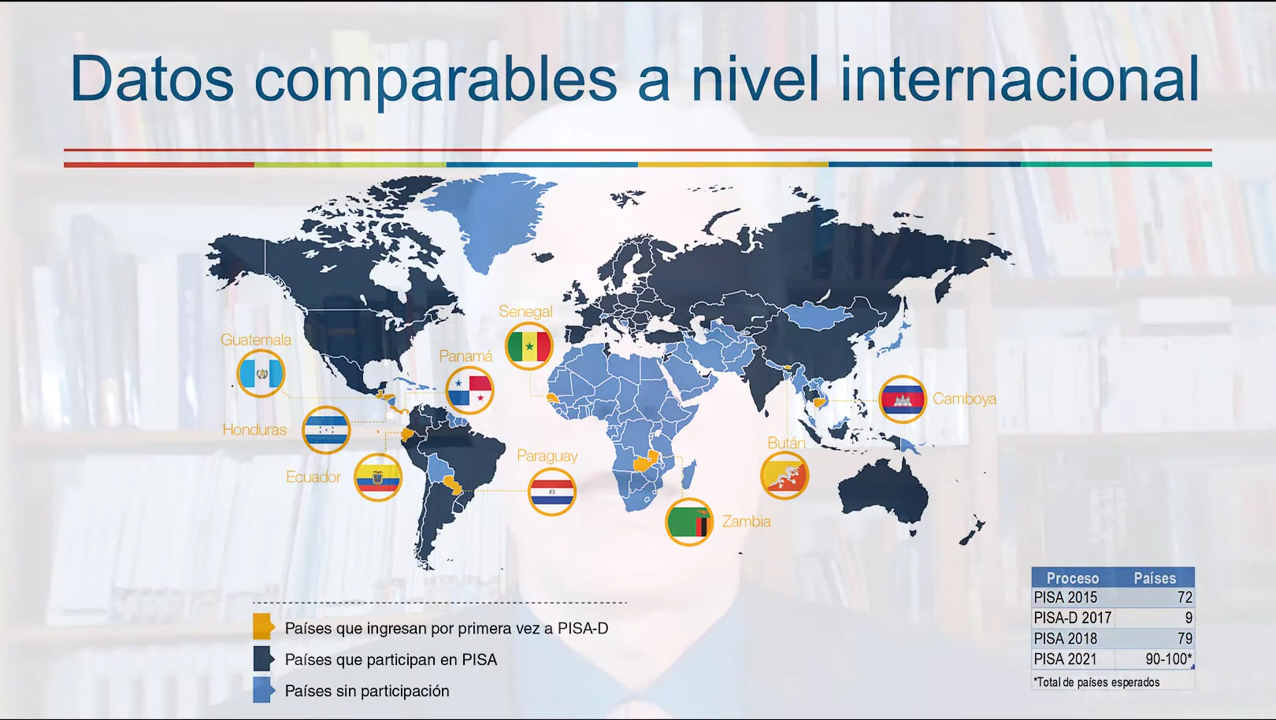 Datos comparables a nivel internacional
Senegal
Guatemala
Panamá
Camboya
Honduras
Bután
Ecuador
Paraguay
Zambia
Países que ingresan por primera vez a PISA-D
Países que participan en PISA
Países sin participación
Proceso Países
PISA 2015 72
PISA-D 2017 9
PISA 2018 79
PISA 2021 90-100*
*Total de países esperados